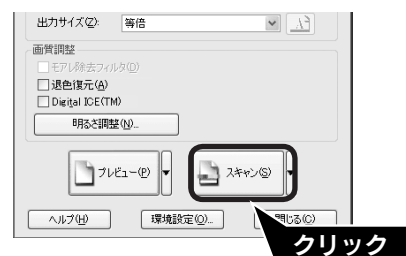 出力サイズ(Z): 等倍
画質調整
モアレ除去フィルタ(D)
退色復元(A)
Digital ICE(TM)
明るさ調整(N)...
プレビュー(P) スキャン(S)
ヘルプ(H) 環境設定(O)... 閉じる(C)
クリック